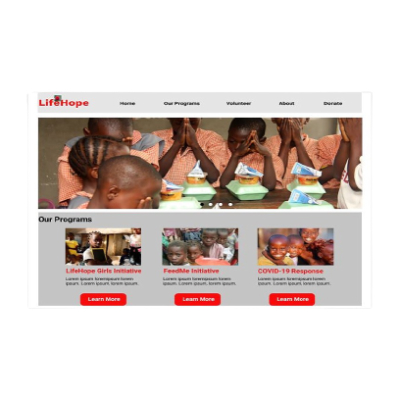 LifeHope
Home Our Programs Volunteer About Donate
Our Programs
LifeHope Girls Initiative FeedMe Initiative COVID-19 Response
Lorem ipsum loremipsum lorem ipsum. Lorem ipsum lorem ipsum.
Lorem ipsum loremipsum lorem ipsum. Lorem ipsum lorem ipsum.
Lorem ipsum loremipsum lorem ipsum. Lorem ipsum lorem ipsum.
Learn More Learn More Learn More